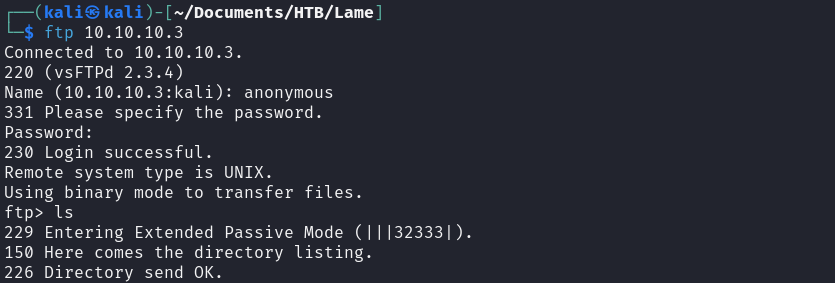 ┌──(kali㉿kali)-[~/Documents/HTB/Lame]
└─$ ftp 10.10.10.3
Connected to 10.10.10.3.
220 (vsFTPd 2.3.4)
Name (10.10.10.3:kali): anonymous
331 Please specify the password.
Password:
230 Login successful.
Remote system type is UNIX.
Using binary mode to transfer files.
ftp> ls
229 Entering Extended Passive Mode (|||32333|).
150 Here comes the directory listing.
226 Directory send OK.